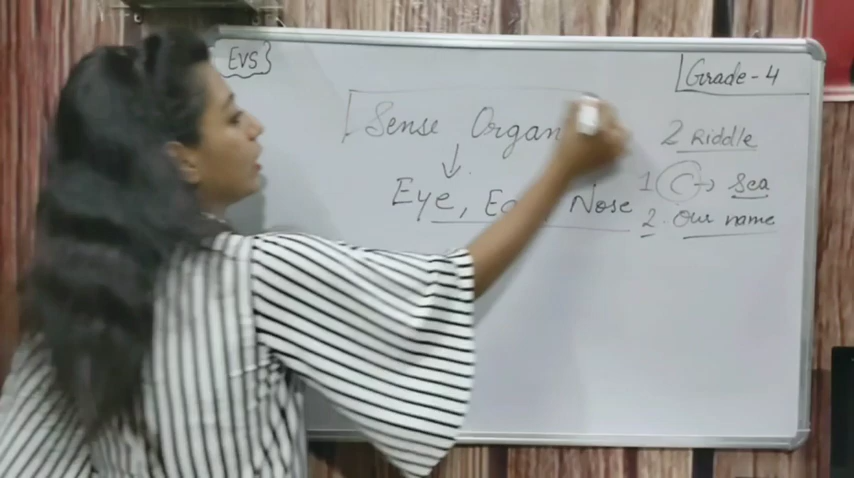 EVS
Grade-4
Sense Organ
2 Riddle
1 C → Sea
Eye, Nose
2. Our name